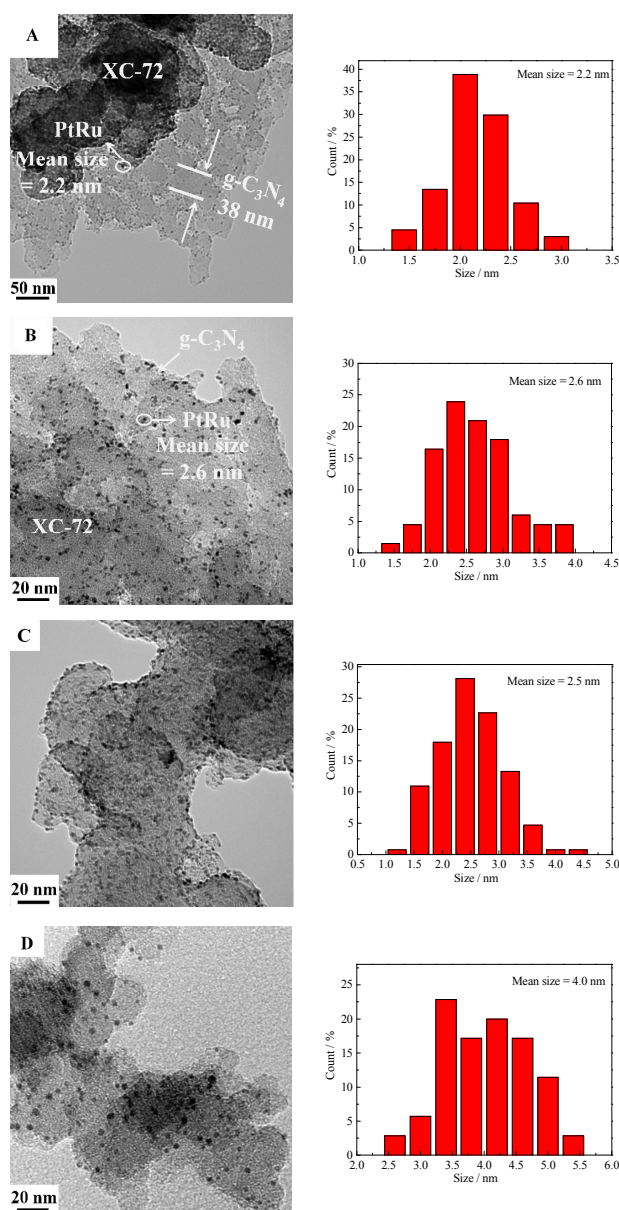 A
XC-72
PtRu
Mean size
= 2.2 nm
g-C₃N₄
38 nm
50 nm
Mean size = 2.2 nm
Count / %
40
35
30
25
20
15
10
5
0
1.0 1.5 2.0 2.5 3.0 3.5
Size / nm
B
g-C₃N₄
PtRu
Mean size
= 2.6 nm
XC-72
20 nm
Mean size = 2.6 nm
Count / %
30
25
20
15
10
5
0
1.0 1.5 2.0 2.5 3.0 3.5 4.0 4.5
Size / nm
C
20 nm
Mean size = 2.5 nm
Count / %
30
25
20
15
10
5
0
0.5 1.0 1.5 2.0 2.5 3.0 3.5 4.0 4.5 5.0
Size / nm
D
20 nm
Mean size = 4.0 nm
Count / %
25
20
15
10
5
0
2.0 2.5 3.0 3.5 4.0 4.5 5.0 5.5 6.0
Size / nm